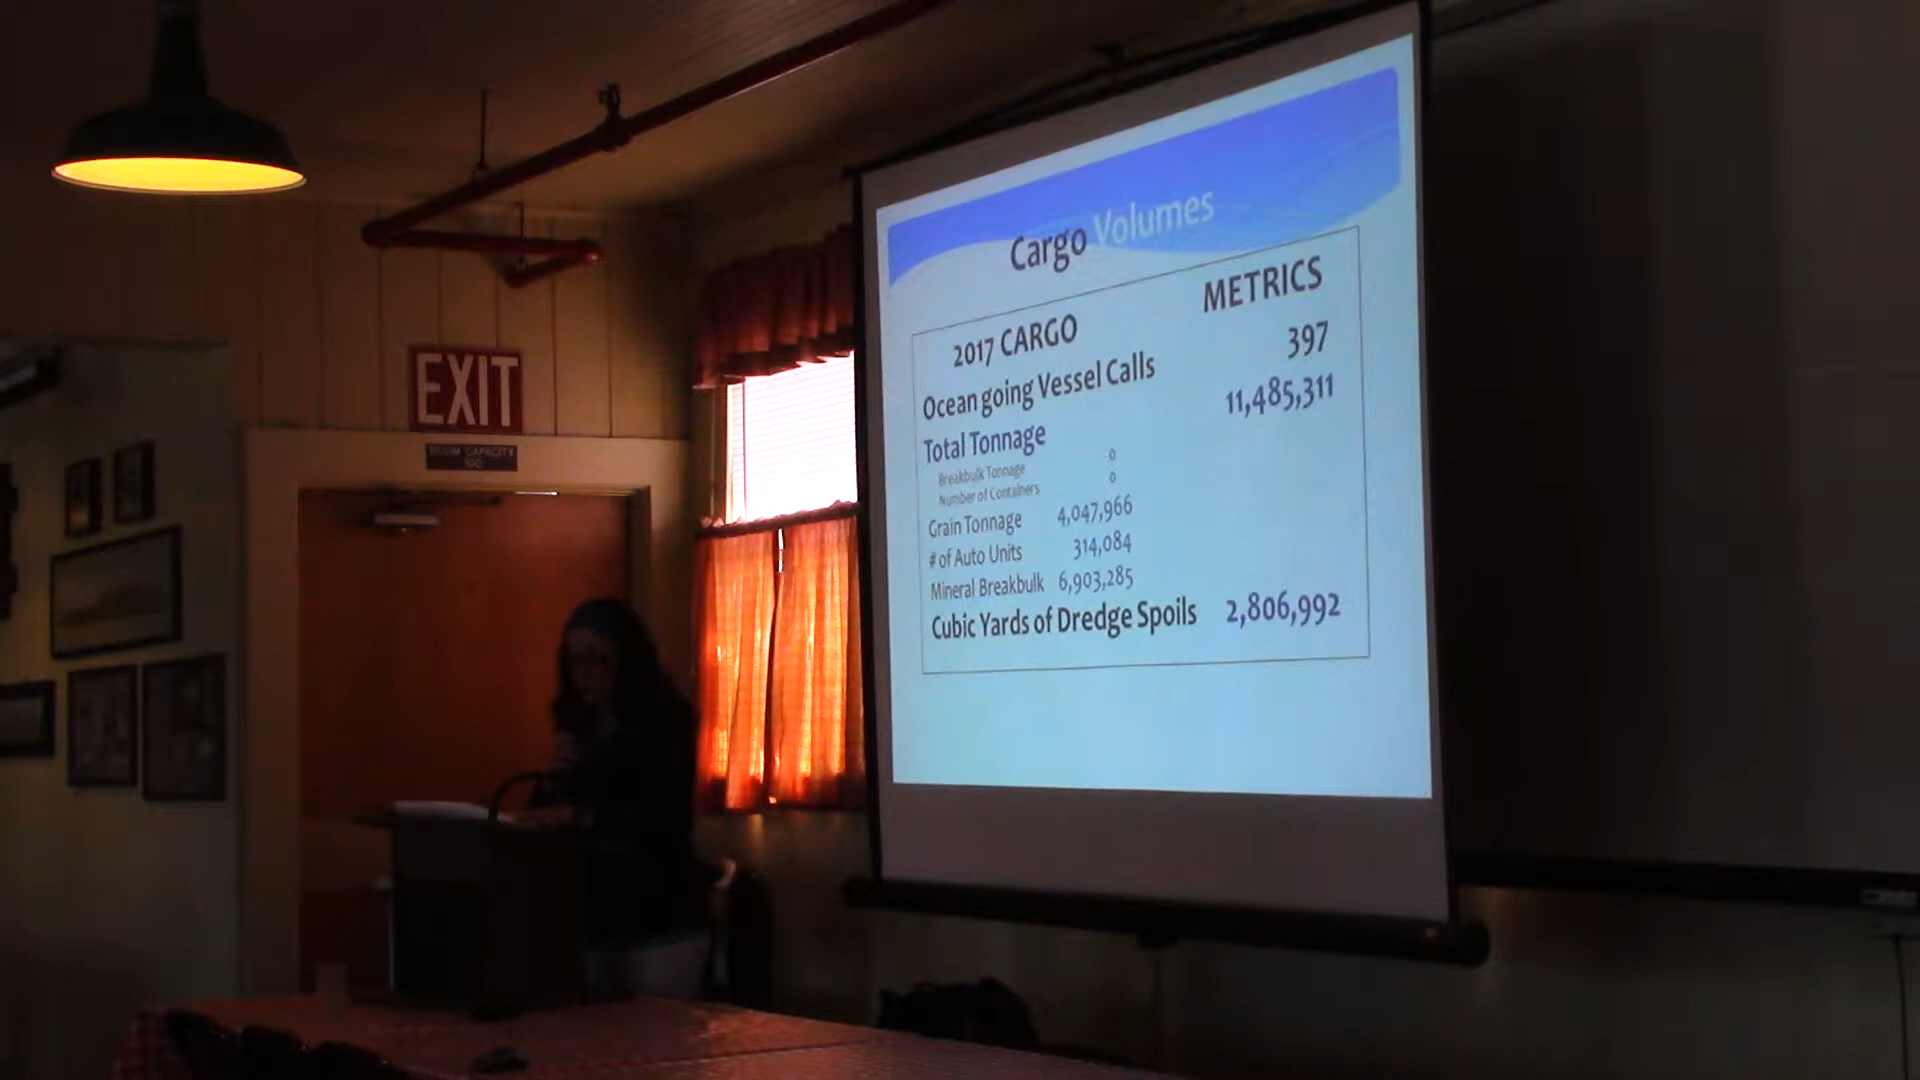 Cargo Volumes
2017 CARGO METRICS
Ocean going Vessel Calls 397
Total Tonnage 11,485,311
Breakbulk Tonnage 0
Number of Containers 0
Grain Tonnage 4,047,966
# of Auto Units 314,084
Mineral Breakbulk 6,903,285
Cubic Yards of Dredge Spoils 2,806,992
EXIT
ROOM CAPACITY